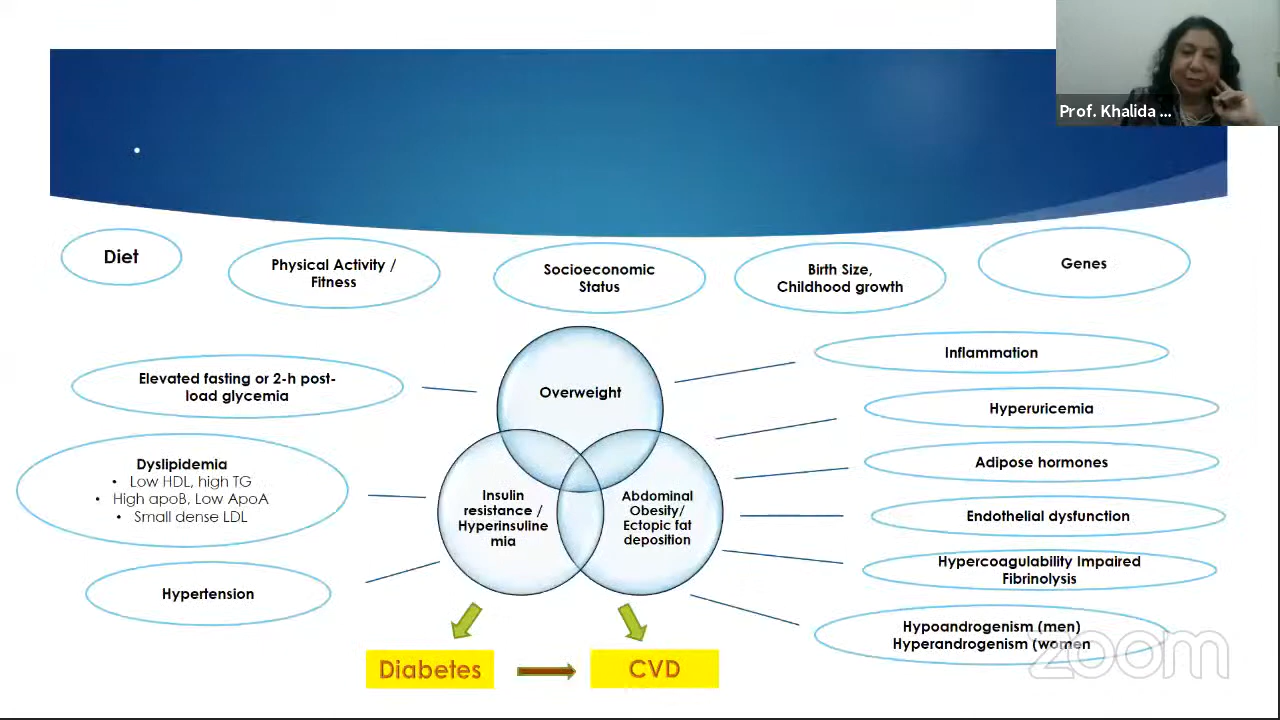 Prof. Khalida ...
Diet
Physical Activity /
Fitness
Socioeconomic
Status
Birth Size,
Childhood growth
Genes
Elevated fasting or 2-h post-
load glycemia
Dyslipidemia
• Low HDL, high TG
• High apoB, Low ApoA
• Small dense LDL
Hypertension
Overweight
Insulin
resistance /
Hyperinsuline
mia
Abdominal
Obesity/
Ectopic fat
deposition
Inflammation
Hyperuricemia
Adipose hormones
Endothelial dysfunction
Hypercoagulability Impaired
Fibrinolysis
Hypoandrogenism (men)
Hyperandrogenism (women
Diabetes
CVD
zoom